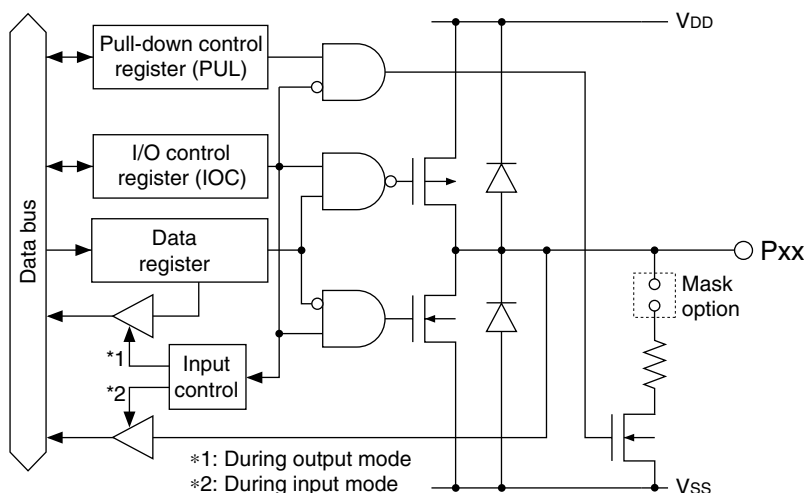 VDD
Pull-down control
register (PUL)
I/O control
register (IOC)
Data bus
Data
register
Pxx
Mask
option
*1
Input
control
*2
*1: During output mode
*2: During input mode
VSS